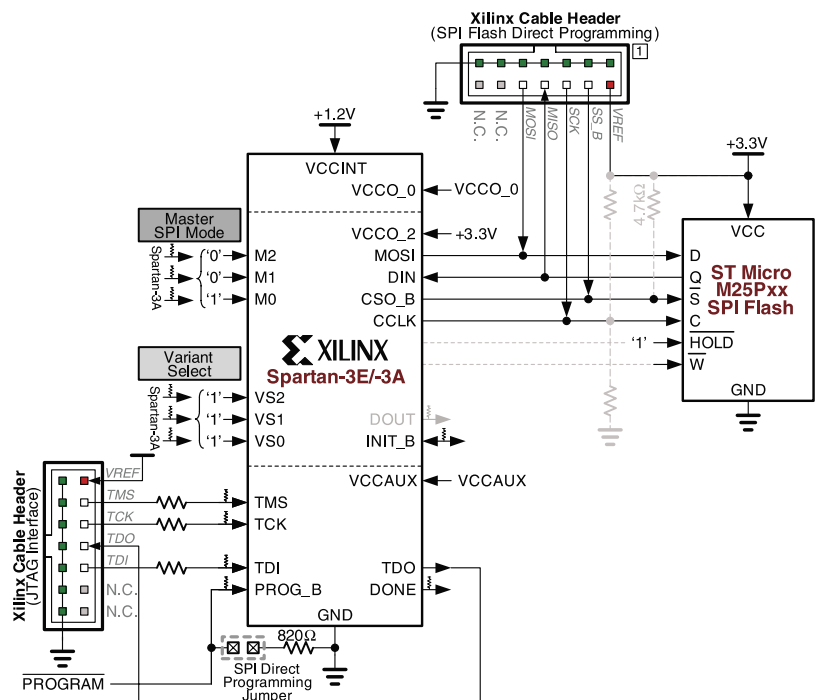 Xilinx Cable Header
(SPI Flash Direct Programming)
1
N.C.
N.C.
MOSI
MISO
SCK
SS_B
VREF
+1.2V
+3.3V
4.7kΩ
VCCINT
VCCO_0
VCCO_0
VCCO_2
+3.3V
Master
SPI Mode
Spartan-3A
'0'
M2
'0'
M1
'1'
M0
MOSI
DIN
CSO_B
CCLK
VCC
D
Q
S
C
HOLD
W
GND
ST Micro
M25Pxx
SPI Flash
'1'
XILINX
Spartan-3E/-3A
Variant
Select
Spartan-3A
'1'
VS2
'1'
VS1
'1'
VS0
DOUT
INIT_B
VCCAUX
VCCAUX
Xilinx Cable Header
(JTAG Interface)
VREF
TMS
TCK
TDO
TDI
N.C.
N.C.
TMS
TCK
TDI
PROG_B
TDO
DONE
GND
820Ω
SPI Direct
Programming
Jumper
PROGRAM